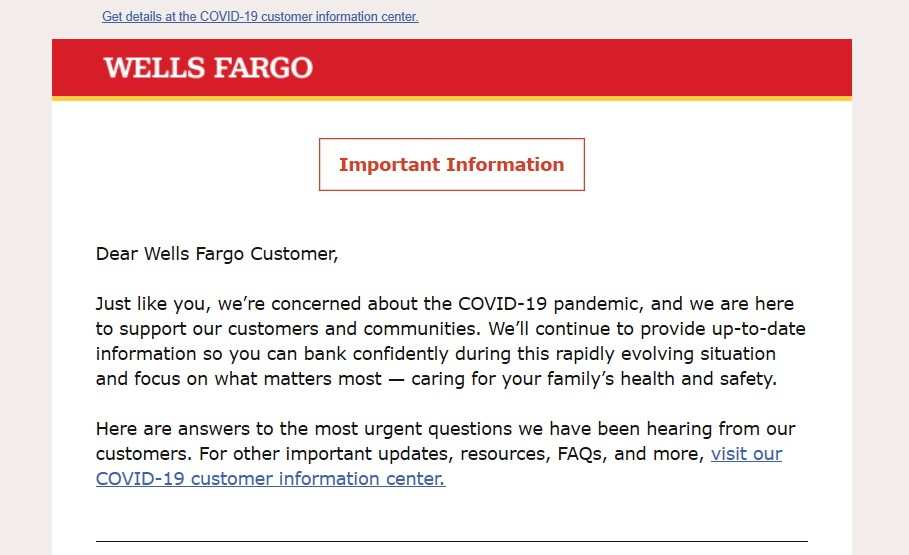 Get details at the COVID-19 customer information center.
WELLS FARGO
Important Information
Dear Wells Fargo Customer,
Just like you, we’re concerned about the COVID-19 pandemic, and we are here
to support our customers and communities. We’ll continue to provide up-to-date
information so you can bank confidently during this rapidly evolving situation
and focus on what matters most — caring for your family’s health and safety.
Here are answers to the most urgent questions we have been hearing from our
customers. For other important updates, resources, FAQs, and more, visit our
COVID-19 customer information center.